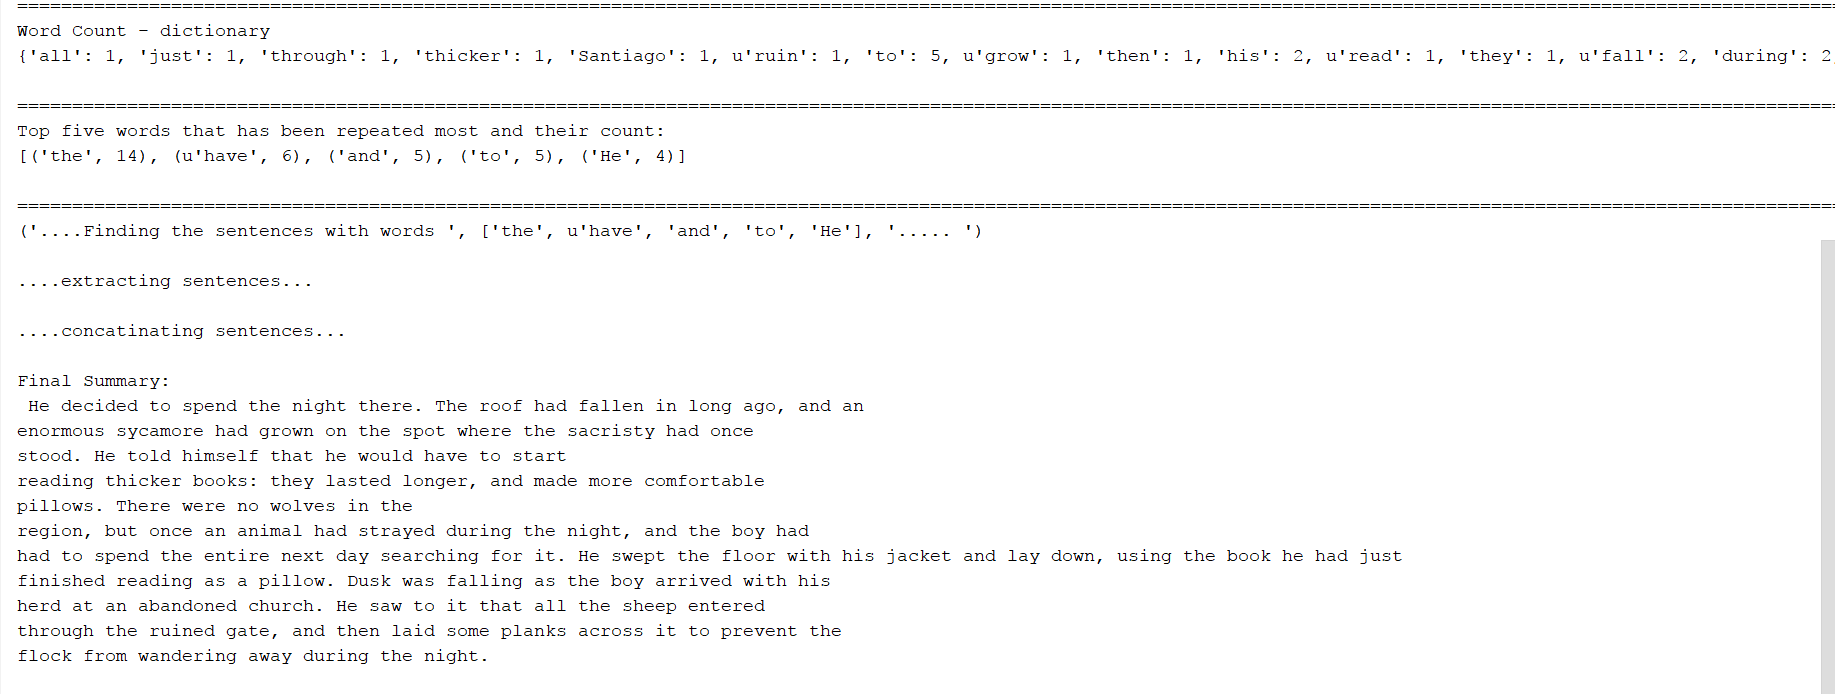 ================================================================================
Word Count - dictionary
{'all': 1, 'just': 1, 'through': 1, 'thicker': 1, 'Santiago': 1, u'ruin': 1, 'to': 5, u'grow': 1, 'then': 1, 'his': 2, u'read': 1, 'they': 1, u'fall': 2, 'during': 2,
================================================================================
Top five words that has been repeated most and their count:
[('the', 14), (u'have', 6), ('and', 5), ('to', 5), ('He', 4)]
================================================================================
('....Finding the sentences with words ', ['the', u'have', 'and', 'to', 'He'], '..... ')
....extracting sentences...
....concatinating sentences...
Final Summary:
He decided to spend the night there. The roof had fallen in long ago, and an
enormous sycamore had grown on the spot where the sacristy had once
stood. He told himself that he would have to start
reading thicker books: they lasted longer, and made more comfortable
pillows. There were no wolves in the
region, but once an animal had strayed during the night, and the boy had
had to spend the entire next day searching for it. He swept the floor with his jacket and lay down, using the book he had just
finished reading as a pillow. Dusk was falling as the boy arrived with his
herd at an abandoned church. He saw to it that all the sheep entered
through the ruined gate, and then laid some planks across it to prevent the
flock from wandering away during the night.